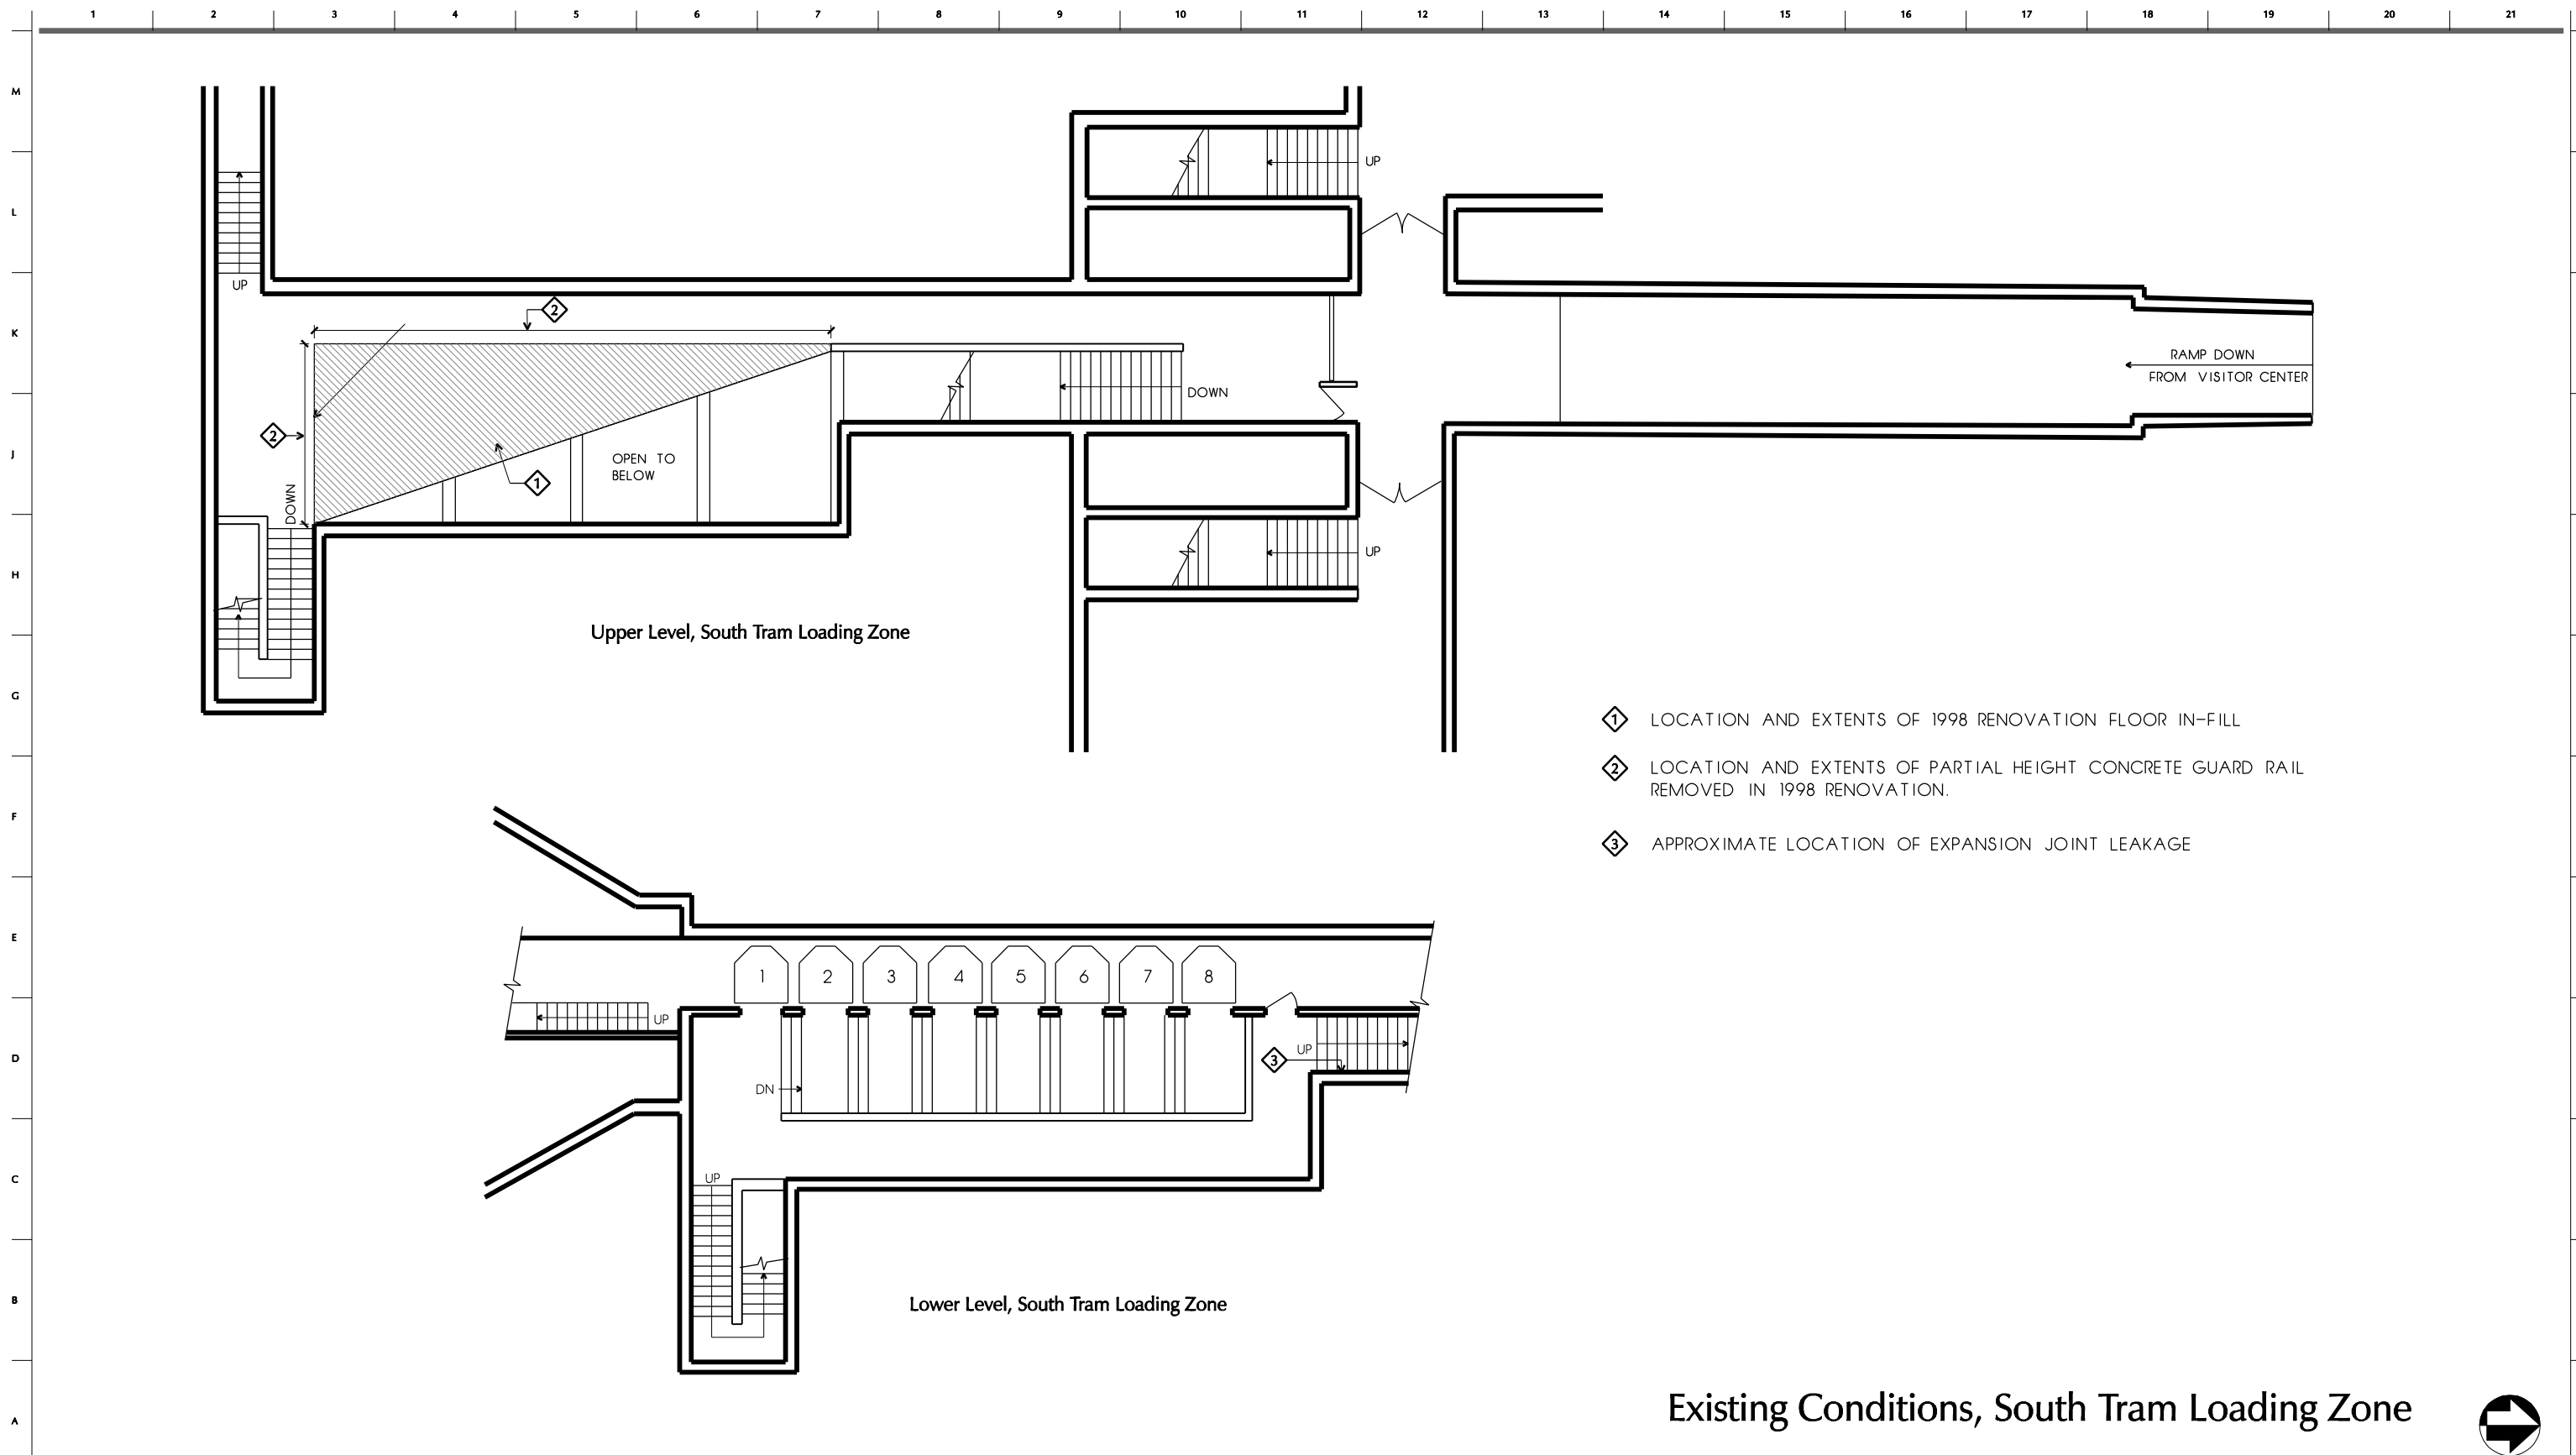 1 2 3 4 5 6 7 8 9 10 11 12 13 14 15 16 17 18 19 20 21
M
UP
L
UP
2
K
RAMP DOWN
FROM VISITOR CENTER
DOWN
2
J
OPEN TO
BELOW
1
DOWN
UP
H
Upper Level, South Tram Loading Zone
G
1 LOCATION AND EXTENTS OF 1998 RENOVATION FLOOR IN-FILL
2 LOCATION AND EXTENTS OF PARTIAL HEIGHT CONCRETE GUARD RAIL
REMOVED IN 1998 RENOVATION.
F
3 APPROXIMATE LOCATION OF EXPANSION JOINT LEAKAGE
E
1 2 3 4 5 6 7 8
UP
UP
D
3
DN
C
UP
B
Lower Level, South Tram Loading Zone
Existing Conditions, South Tram Loading Zone
A